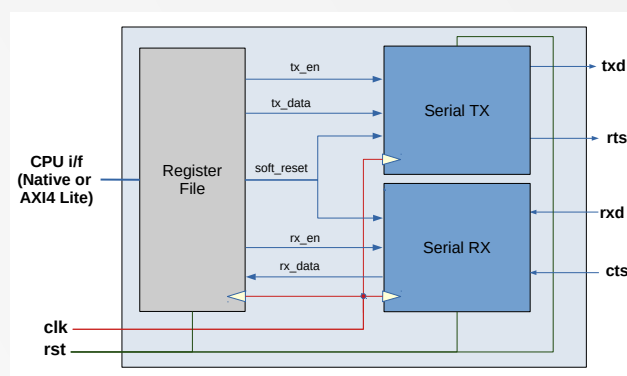 tx_en
txd
tx_data
Serial TX
rts
CPU i/f
(Native or
AXI4 Lite)
Register
File
soft_reset
rxd
rx_en
Serial RX
rx_data
cts
clk
rst